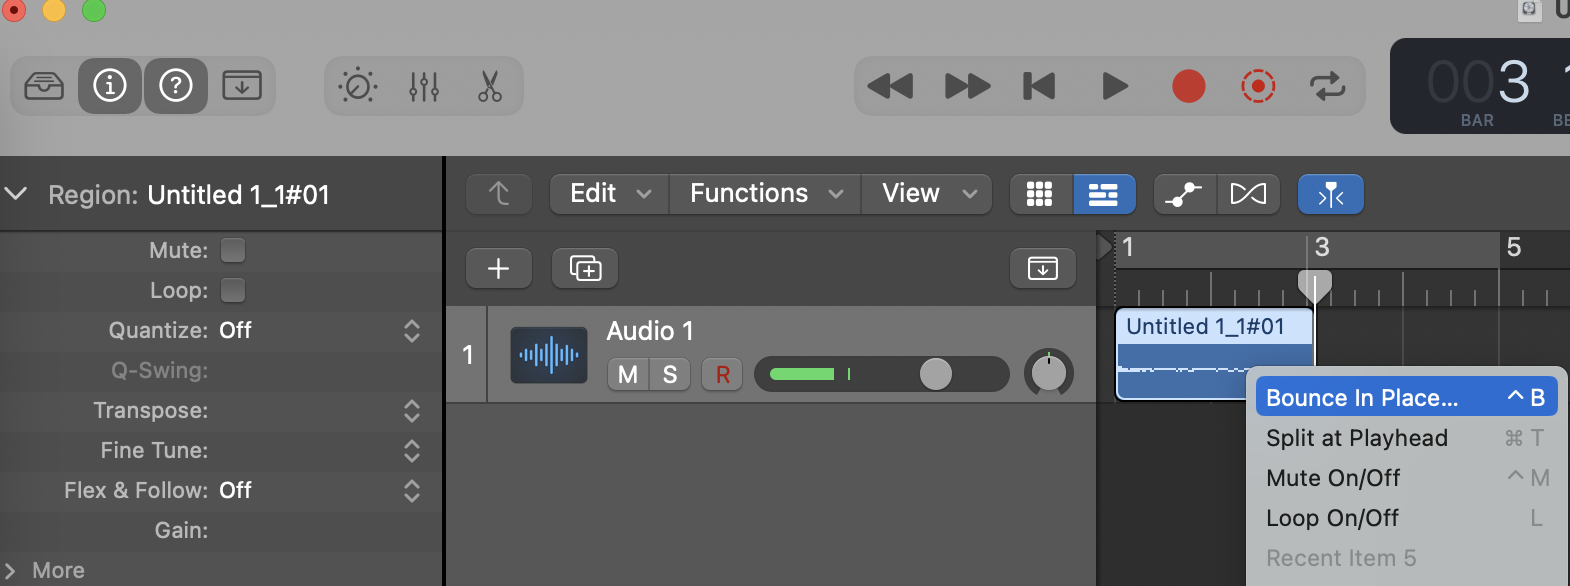 003
BAR
Region: Untitled 1_1#01
Edit
Functions
View
Mute:
Loop:
Quantize: Off
Q-Swing:
Transpose:
Fine Tune:
Flex & Follow: Off
Gain:
More
1
3
5
1
Audio 1
M
S
R
Untitled 1_1#01
Bounce In Place... ^ B
Split at Playhead ⌘ T
Mute On/Off ^ M
Loop On/Off L
Recent Item 5